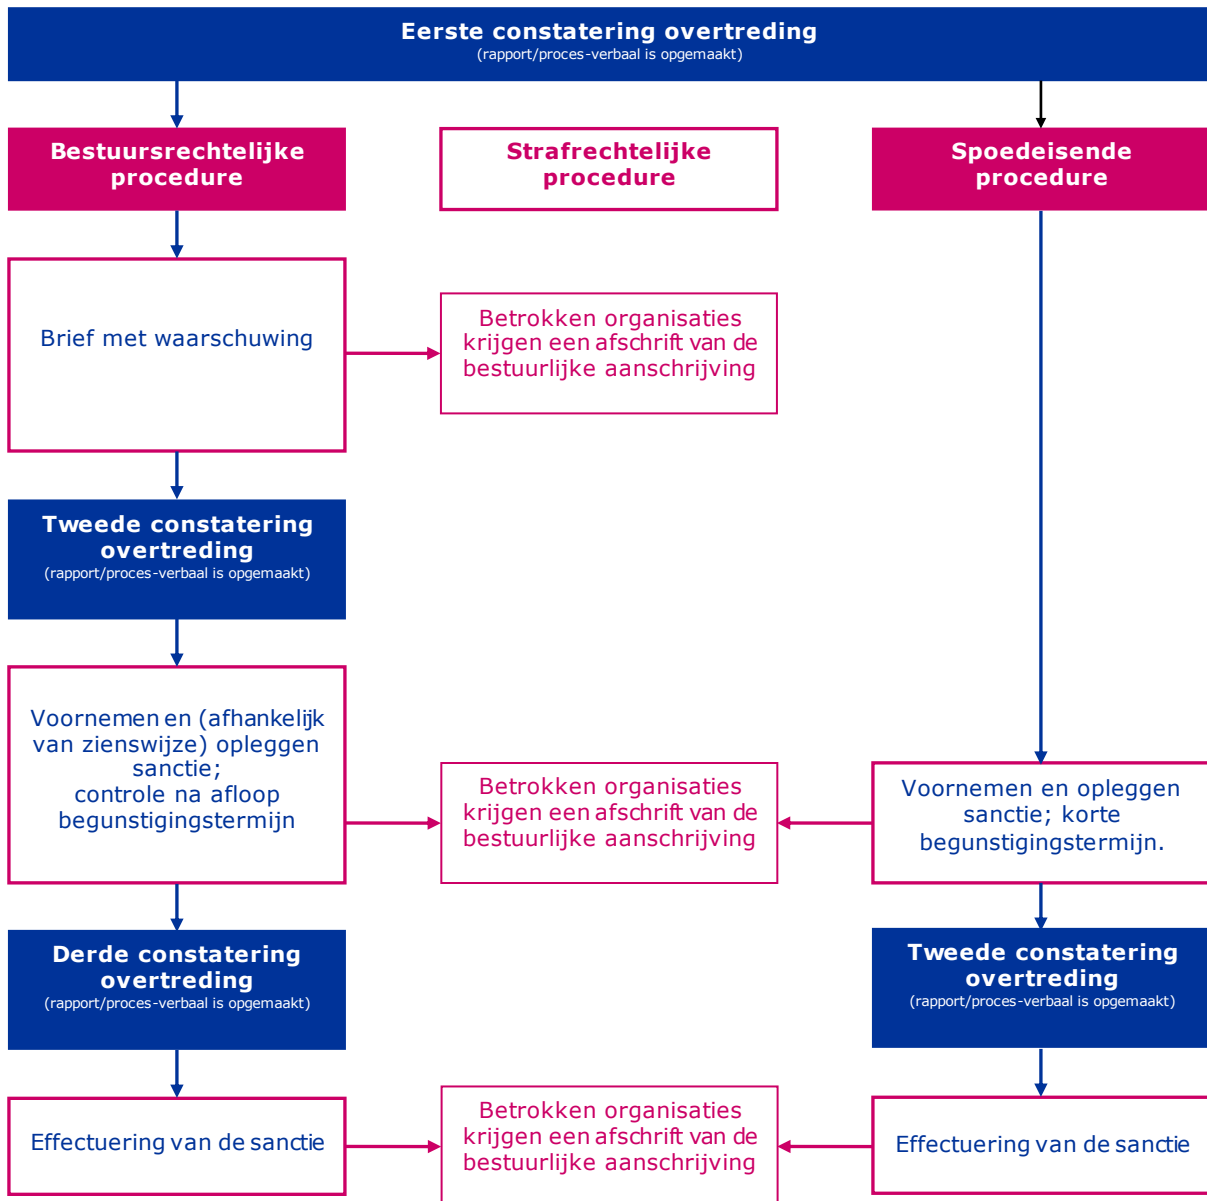 Eerste constatering overtreding
(rapport/proces-verbaal is opgemaakt)
Bestuursrechtelijke
procedure
Strafrechtelijke
procedure
Spoedeisende
procedure
Brief met waarschuwing
Betrokken organisaties
krijgen een afschrift van de
bestuurlijke aanschrijving
Tweede constatering
overtreding
(rapport/proces-verbaal is opgemaakt)
Voornemen en (afhankelijk
van zienswijze) opleggen
sanctie;
controle na afloop
begunstigingstermijn
Betrokken organisaties
krijgen een afschrift van de
bestuurlijke aanschrijving
Voornemen en opleggen
sanctie; korte
begunstigingstermijn.
Derde constatering
overtreding
(rapport/proces-verbaal is opgemaakt)
Tweede constatering
overtreding
(rapport/proces-verbaal is opgemaakt)
Effectuering van de sanctie
Betrokken organisaties
krijgen een afschrift van de
bestuurlijke aanschrijving
Effectuering van de sanctie